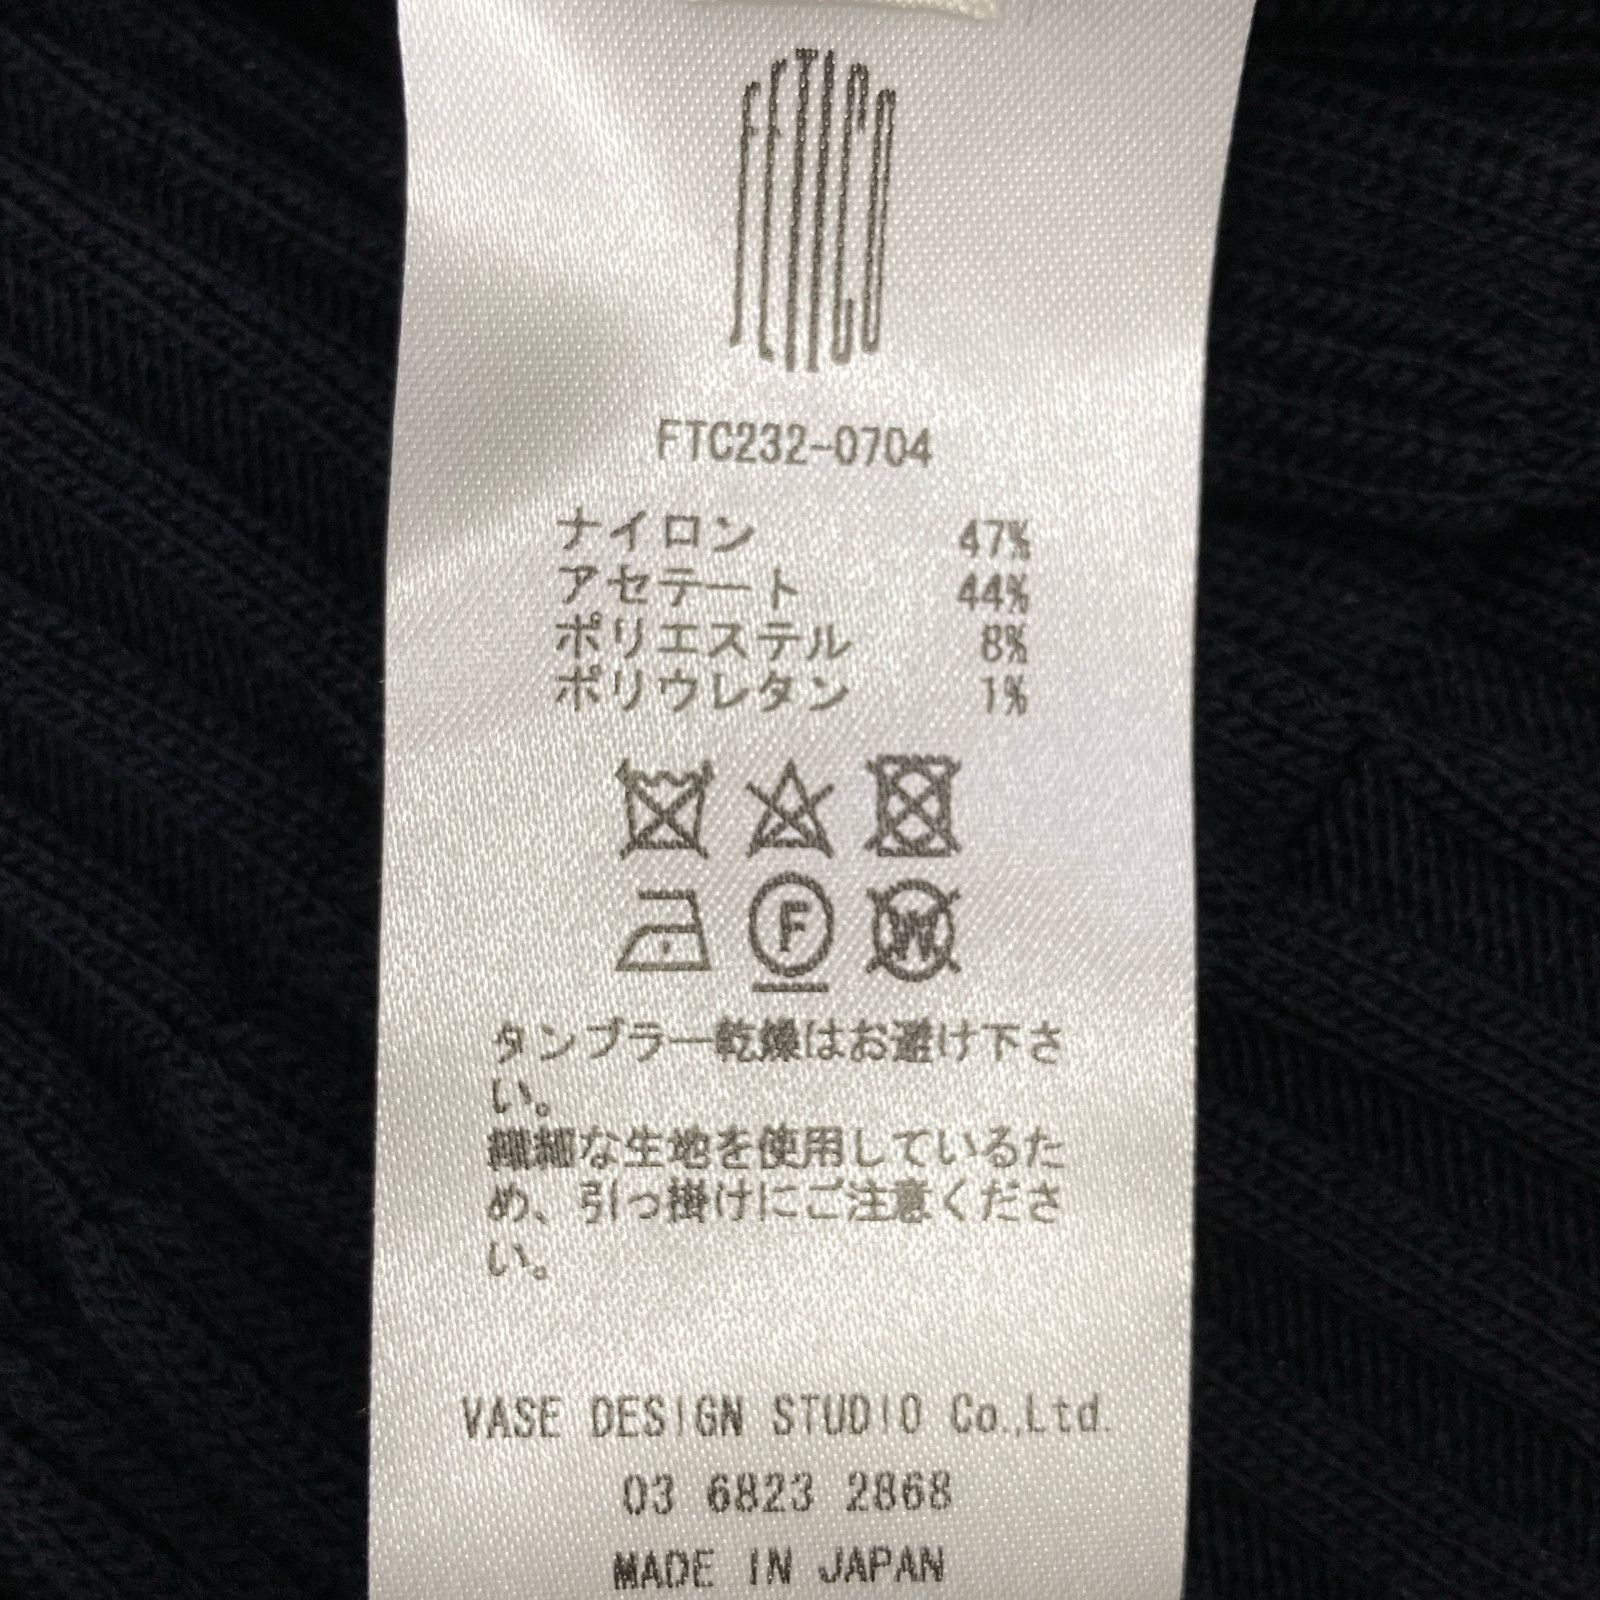 FETICO
FTC232-0704
ナイロン 47%
アセテート 44%
ポリエステル 8%
ポリウレタン 1%
F
W
タンブラー乾燥はお避け下さ
い。
繊細な生地を使用しているた
め、引っ掛けにご注意くださ
い。
VASE DESIGN STUDIO Co.,Ltd.
03 6823 2868
MADE IN JAPAN